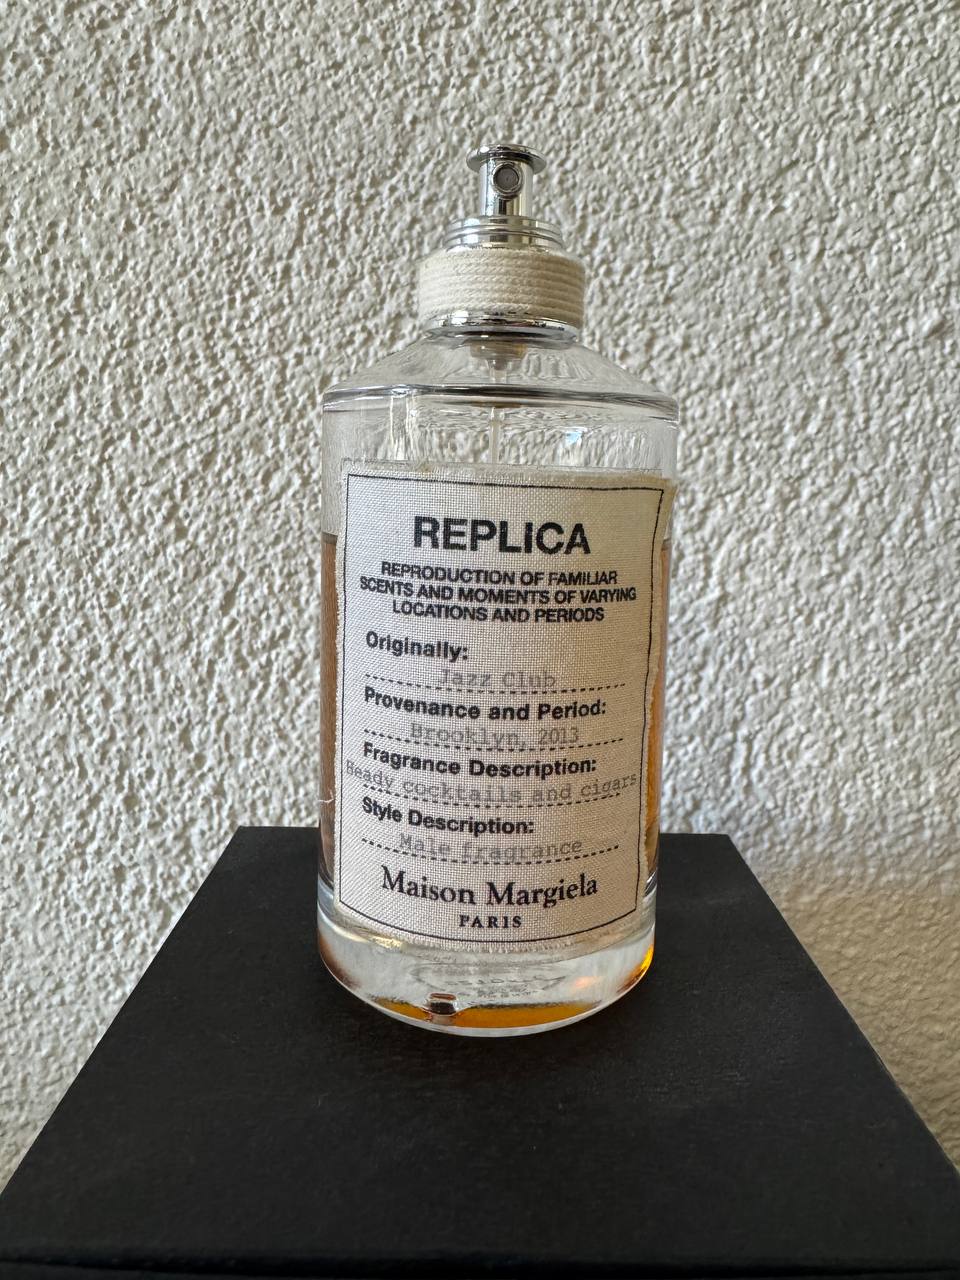 REPLICA
REPRODUCTION OF FAMILIAR
SCENTS AND MOMENTS OF VARYING
LOCATIONS AND PERIODS
Originally:
Jazz Club
Provenance and Period:
Brooklyn, 2013
Fragrance Description:
Heady cocktails and cigars
Style Description:
Male fragrance
Maison Margiela
PARIS